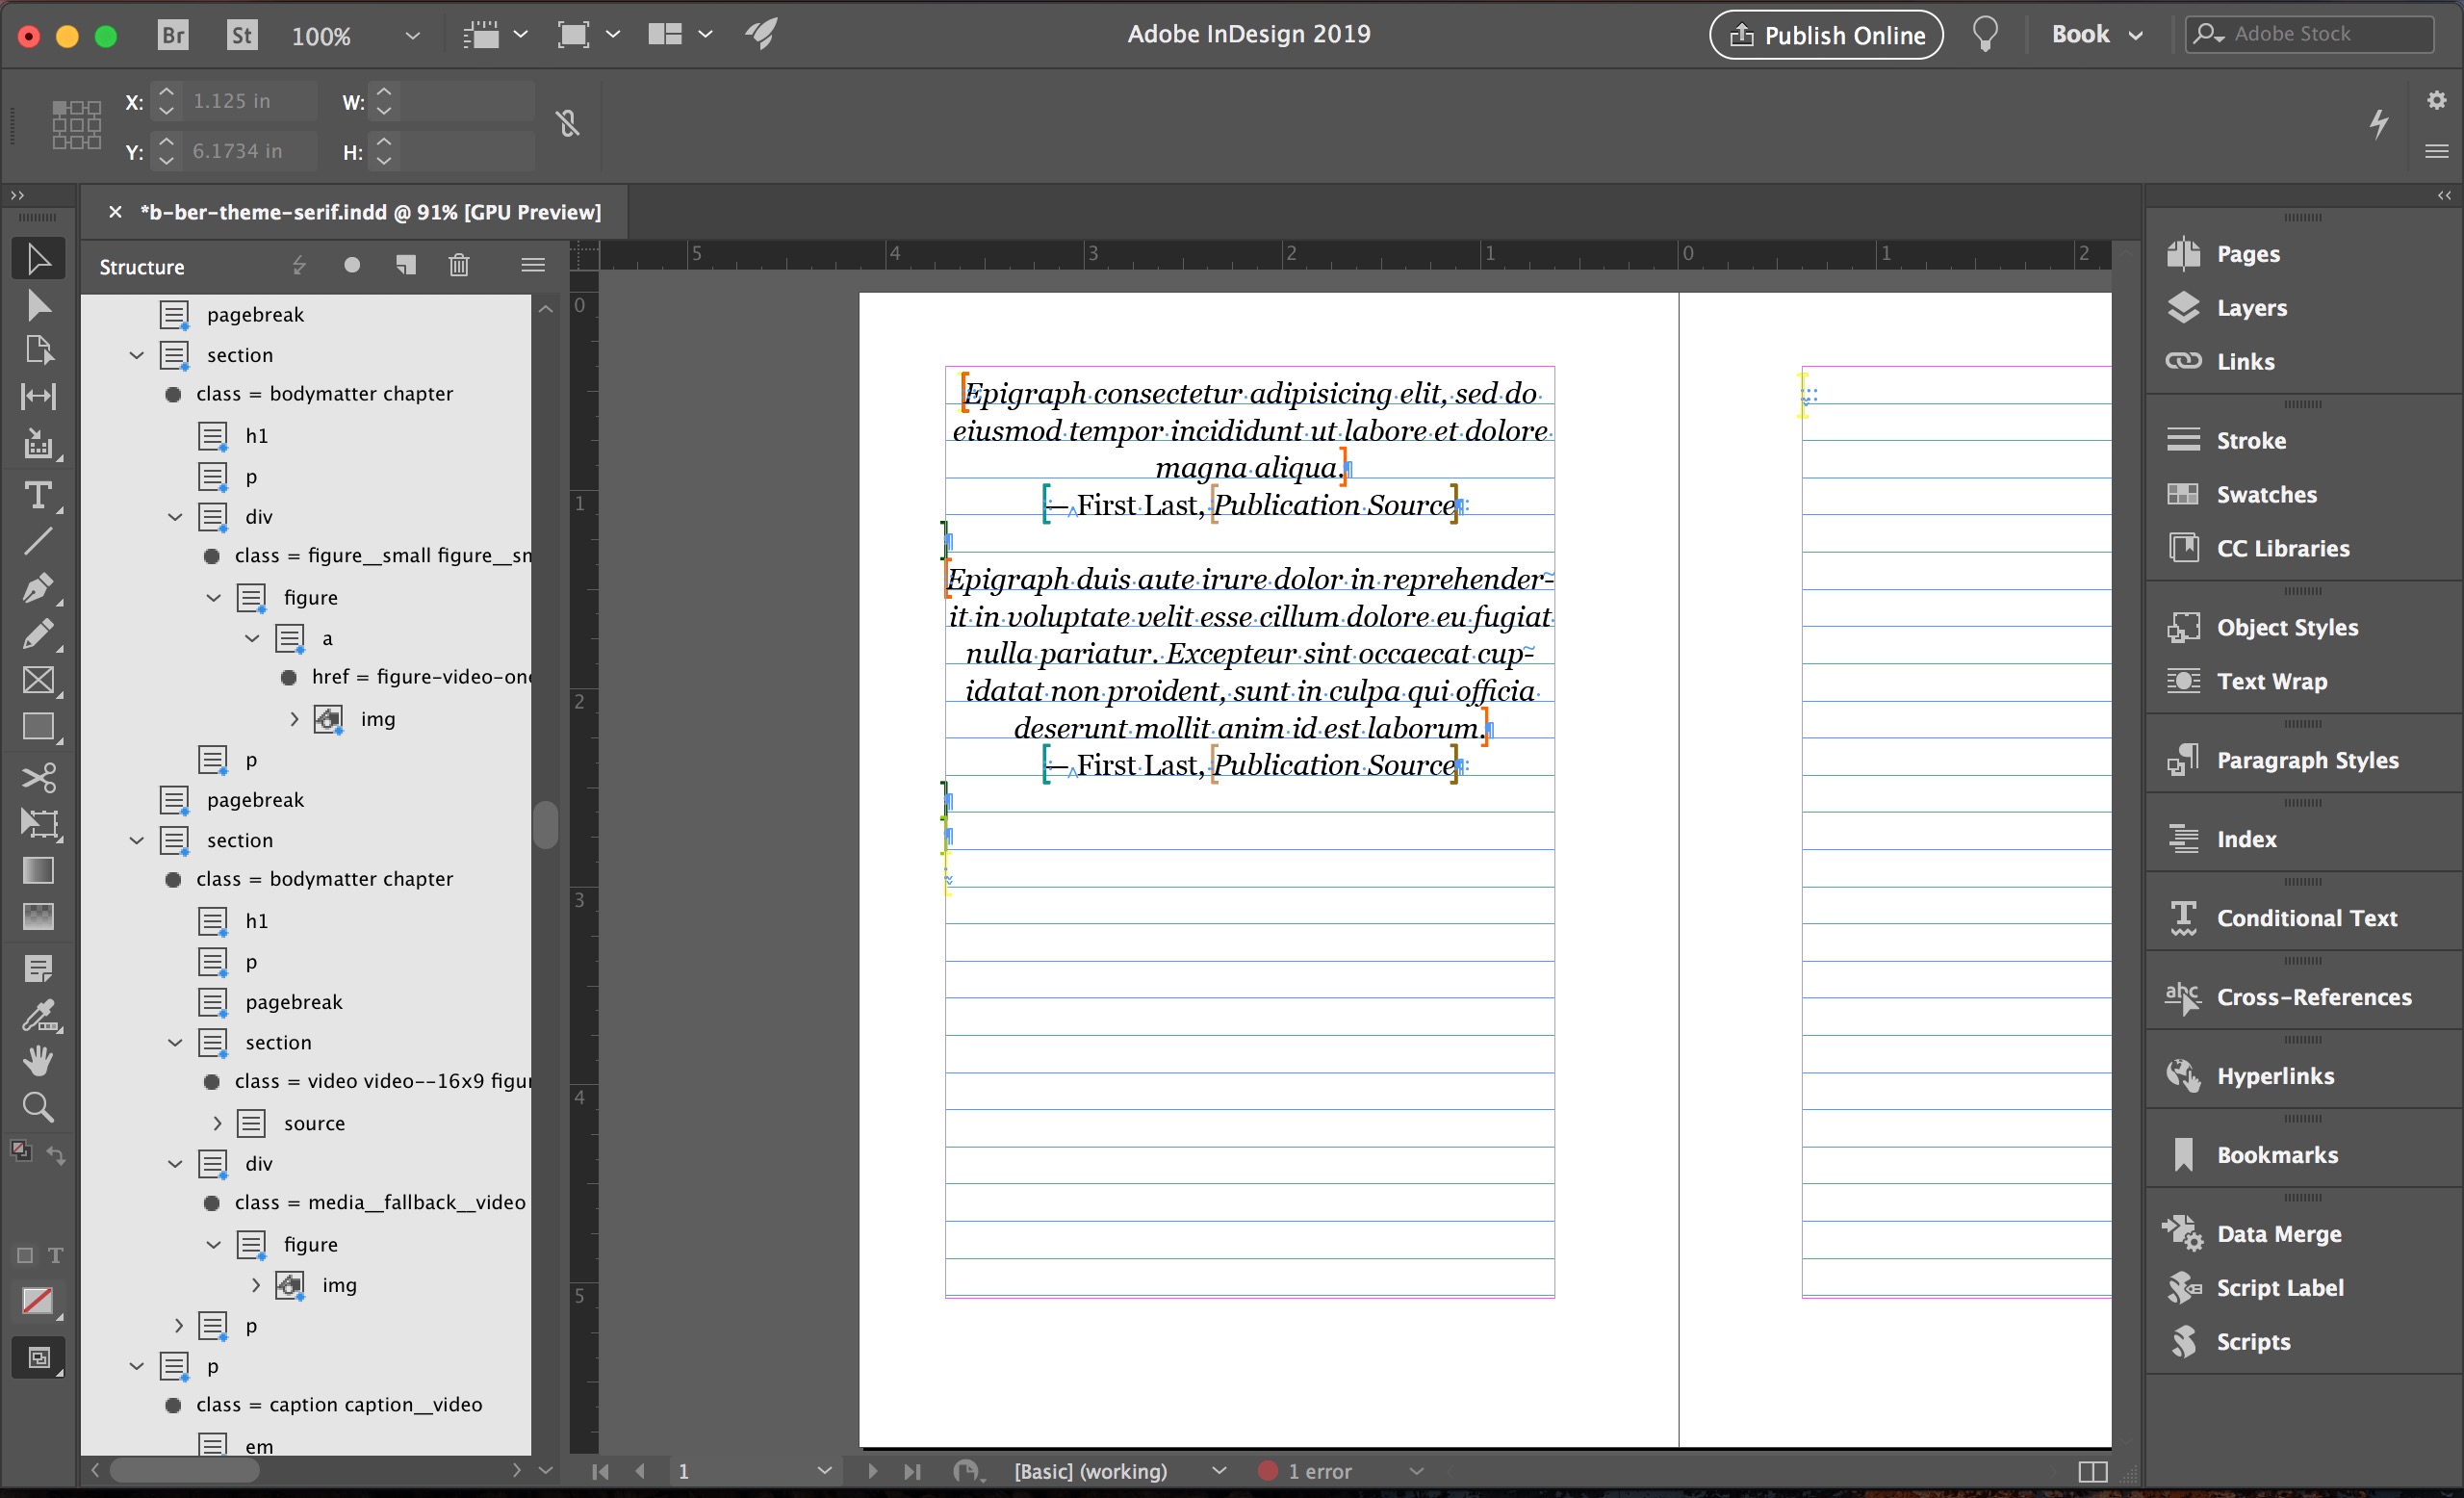 Br St 100% Adobe InDesign 2019 Publish Online Book Adobe Stock
X: 1.125 in W:
Y: 6.1734 in H:
*b-ber-theme-serif.indd @ 91% [GPU Preview]
Structure
5 4 3 2 1 0 1 2
pagebreak
section
class = bodymatter chapter
h1
p
div
class = figure__small figure__sn
figure
a
href = figure-video-one
img
p
pagebreak
section
class = bodymatter chapter
h1
p
pagebreak
section
class = video video--16x9 figur
source
div
class = media__fallback__video
figure
img
p
p
class = caption caption__video
em
0
1
2
3
4
5
Epigraph consectetur adipisicing elit, sed do
eiusmod tempor incididunt ut labore et dolore
magna aliqua.
— First Last, Publication Source
Epigraph duis aute irure dolor in reprehender-
it in voluptate velit esse cillum dolore eu fugiat
nulla pariatur. Excepteur sint occaecat cup-
idatat non proident, sunt in culpa qui officia
deserunt mollit anim id est laborum.
— First Last, Publication Source
1 [Basic] (working) 1 error
Pages
Layers
Links
Stroke
Swatches
CC Libraries
Object Styles
Text Wrap
Paragraph Styles
Index
Conditional Text
Cross-References
Hyperlinks
Bookmarks
Data Merge
Script Label
Scripts